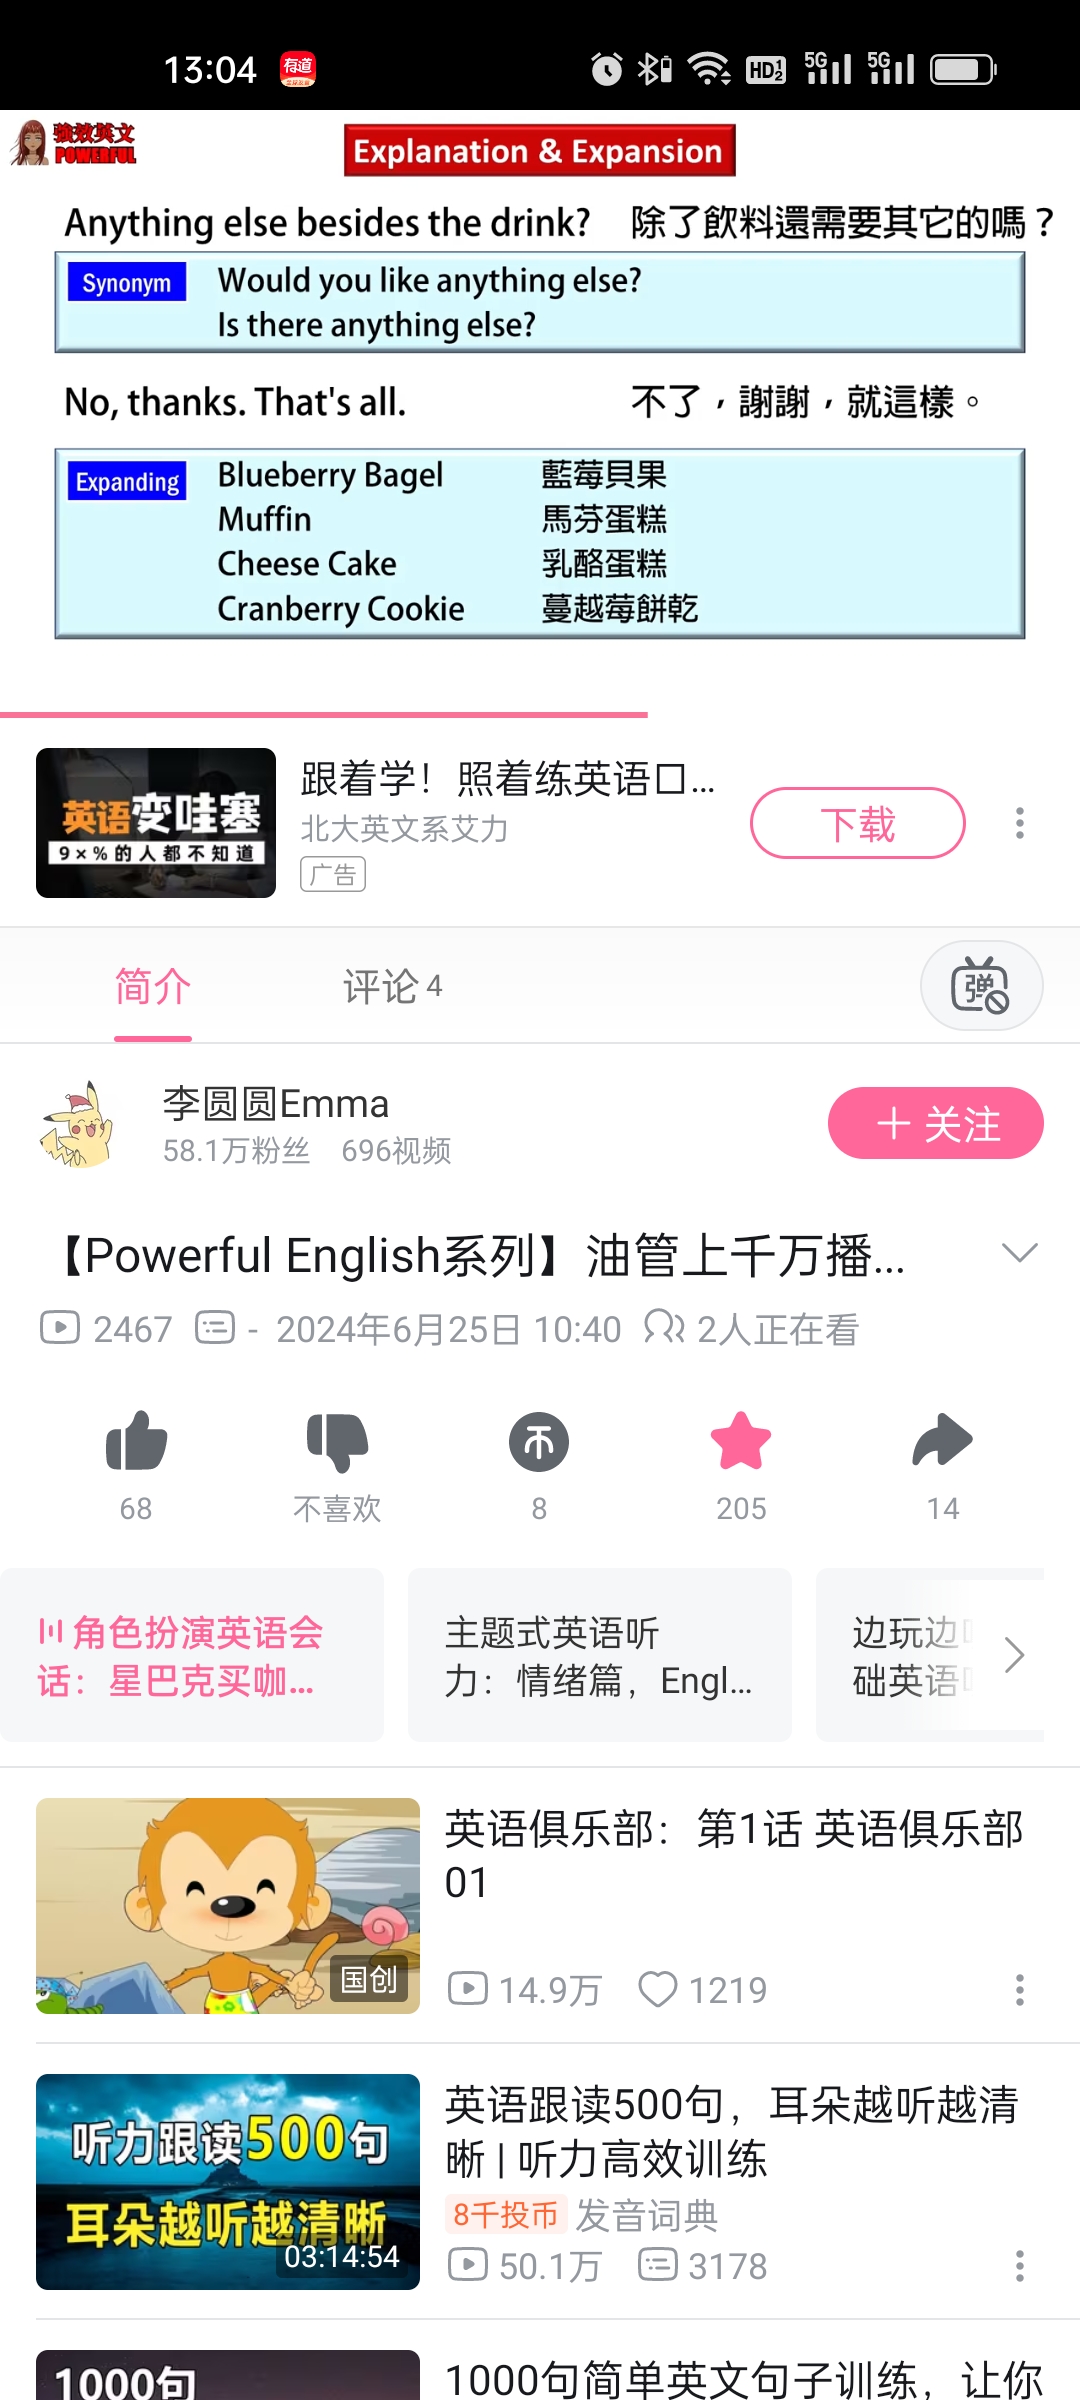 13:04
有道
HD
5G
5G
強效英文
POWERFUL
Explanation & Expansion
Anything else besides the drink? 除了飲料還需要其它的嗎？
Synonym
Would you like anything else?
Is there anything else?
No, thanks. That's all. 不了，謝謝，就這樣。
Expanding
Blueberry Bagel 藍莓貝果
Muffin 馬芬蛋糕
Cheese Cake 乳酪蛋糕
Cranberry Cookie 蔓越莓餅乾
英语变哇塞
9×%的人都不知道
跟着学！照着练英语口...
北大英文系艾力
广告
下载
简介
评论 4
弹
李圆圆Emma
58.1万粉丝 696视频
关注
【Powerful English系列】油管上千万播...
2467 - 2024年6月25日 10:40 2人正在看
68 不喜欢 8 205 14
角色扮演英语会
话：星巴克买咖...
主题式英语听
力：情绪篇，Engl...
边玩边
础英语
国创
英语俱乐部：第1话 英语俱乐部
01
14.9万 1219
听力跟读500句
耳朵越听越清晰
03:14:54
英语跟读500句，耳朵越听越清
晰 | 听力高效训练
8千投币 发音词典
50.1万 3178
1000句
1000句简单英文句子训练，让你